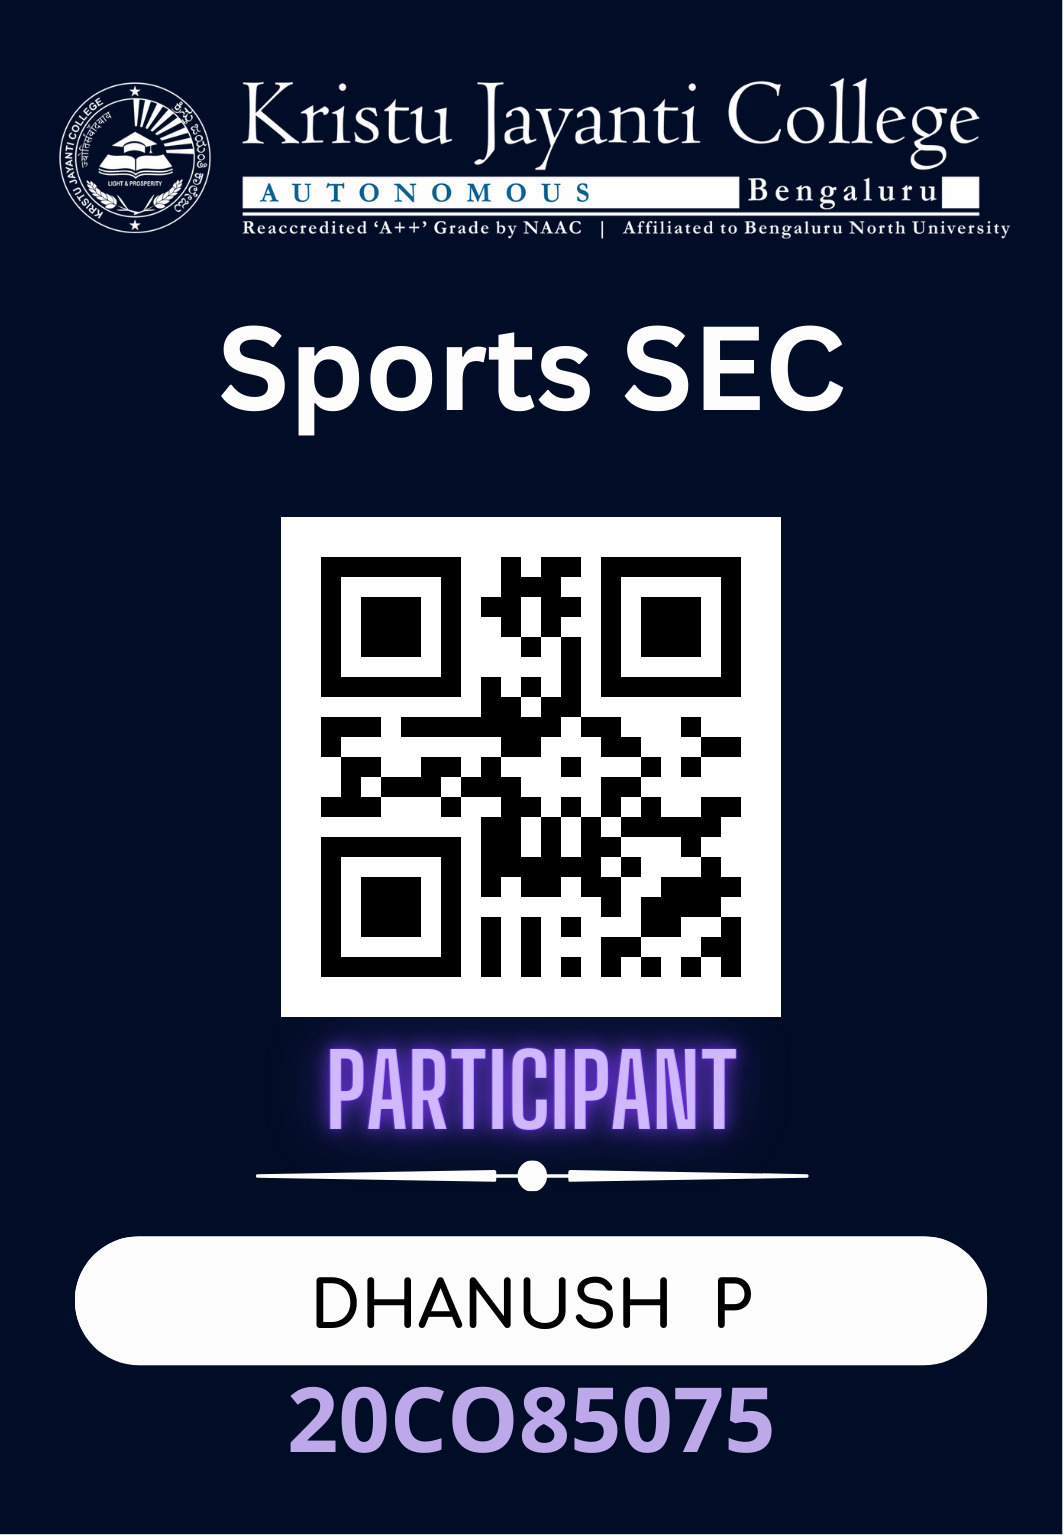 KRISTU JAYANTI COLLEGE
LIGHT & PROSPERITY
Kristu Jayanti College
AUTONOMOUS Bengaluru
Reaccredited ‘A++’ Grade by NAAC | Affiliated to Bengaluru North University
Sports SEC
PARTICIPANT
DHANUSH P
20CO85075